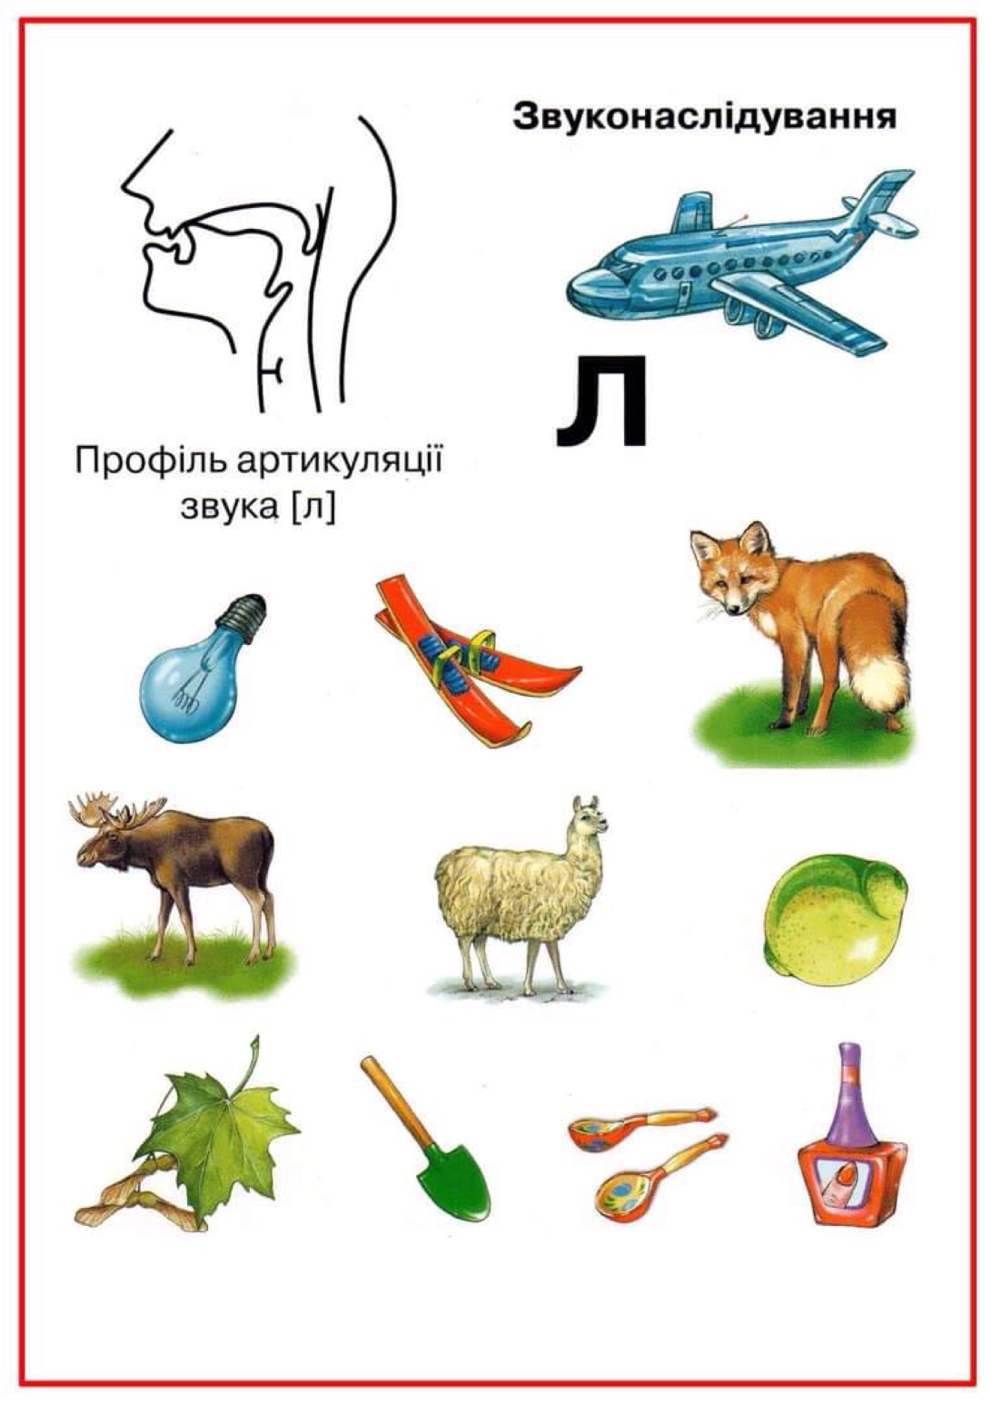 Звуконаслідування
Л
Профіль артикуляції
звука [л]